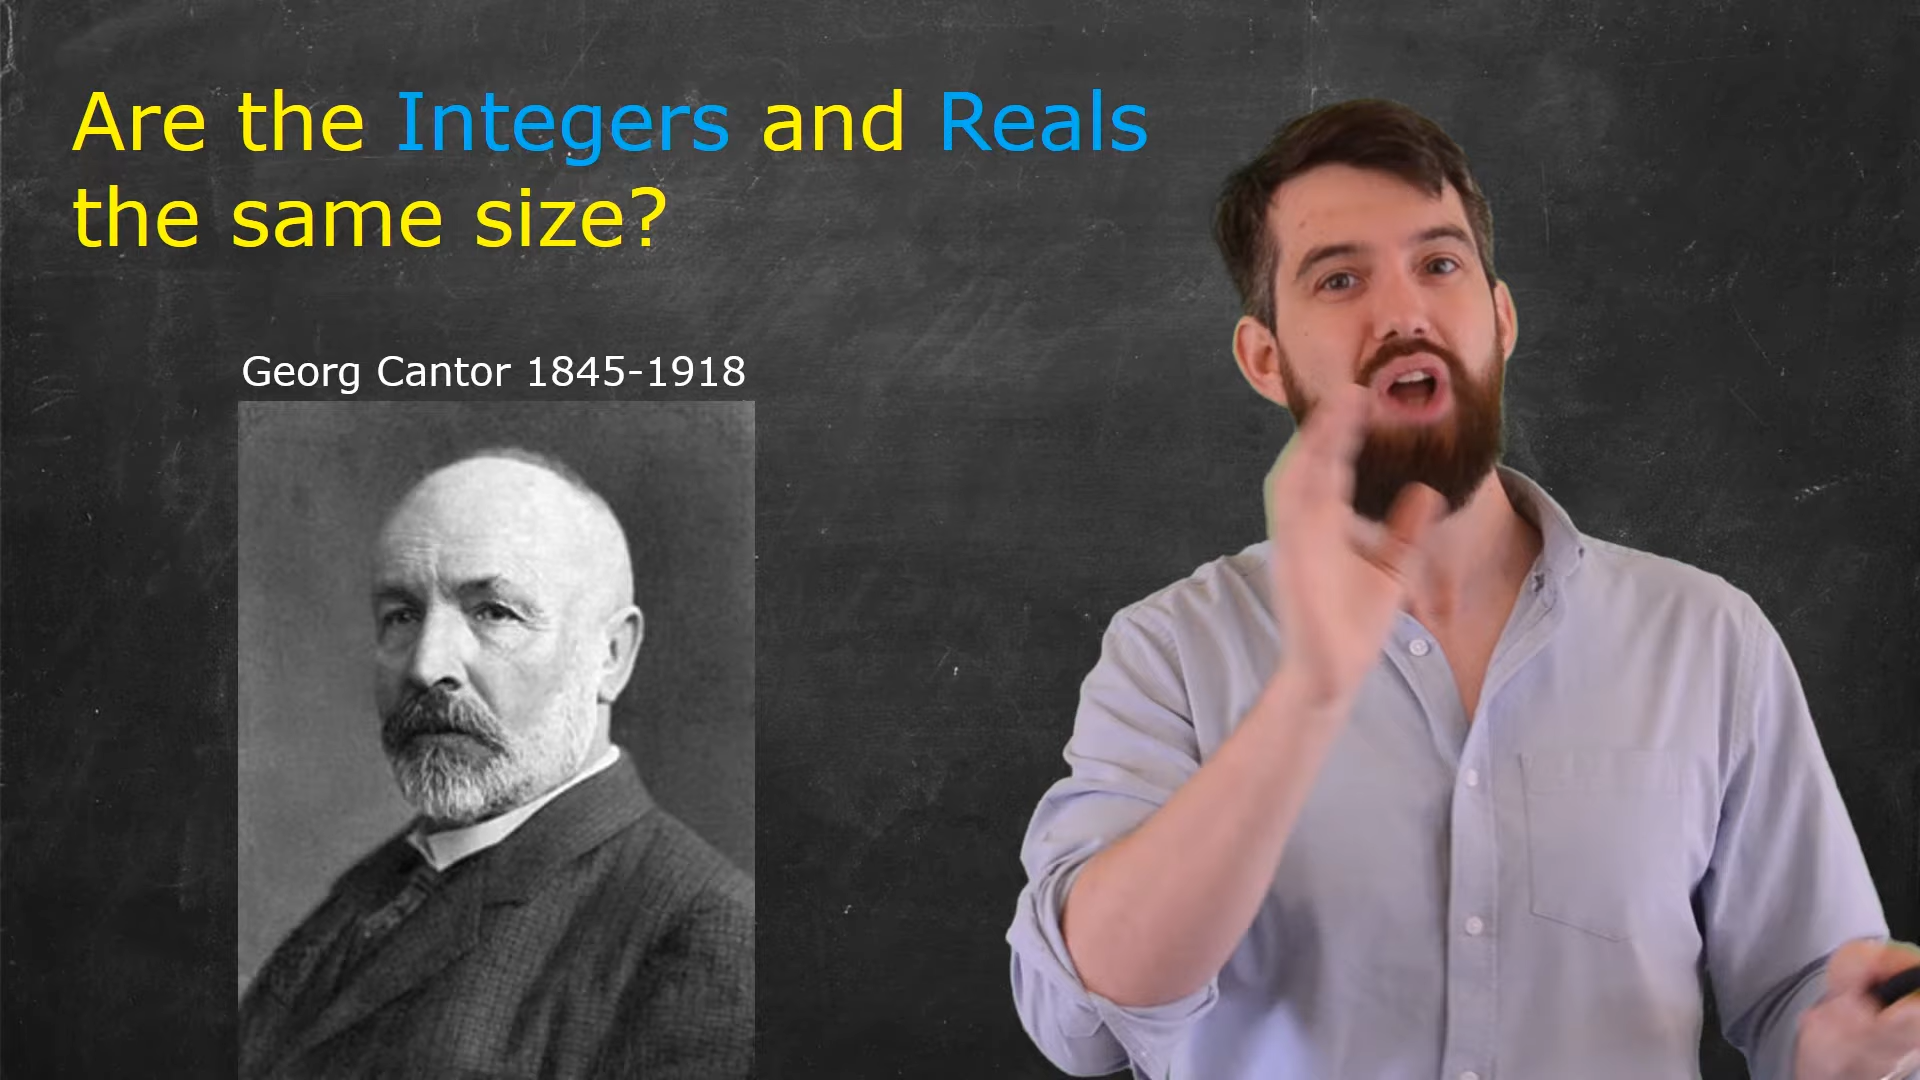 Are the Integers and Reals
the same size?
Georg Cantor 1845-1918